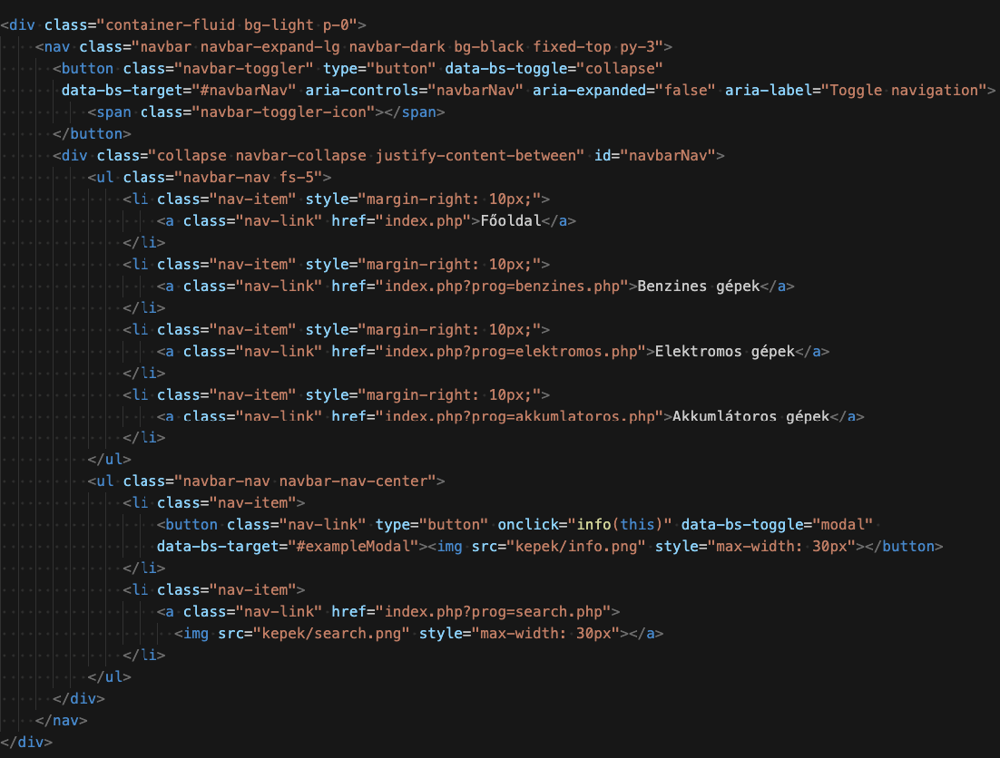 <div class="container-fluid bg-light p-0">
<nav class="navbar navbar-expand-lg navbar-dark bg-black fixed-top py-3">
<button class="navbar-toggler" type="button" data-bs-toggle="collapse"
data-bs-target="#navbarNav" aria-controls="navbarNav" aria-expanded="false" aria-label="Toggle navigation">
<span class="navbar-toggler-icon"></span>
</button>
<div class="collapse navbar-collapse justify-content-between" id="navbarNav">
<ul class="navbar-nav fs-5">
<li class="nav-item" style="margin-right: 10px;">
<a class="nav-link" href="index.php">Főoldal</a>
</li>
<li class="nav-item" style="margin-right: 10px;">
<a class="nav-link" href="index.php?prog=benzines.php">Benzines gépek</a>
</li>
<li class="nav-item" style="margin-right: 10px;">
<a class="nav-link" href="index.php?prog=elektromos.php">Elektromos gépek</a>
</li>
<li class="nav-item" style="margin-right: 10px;">
<a class="nav-link" href="index.php?prog=akkumlatoros.php">Akkumlátoros gépek</a>
</li>
</ul>
<ul class="navbar-nav navbar-nav-center">
<li class="nav-item">
<button class="nav-link" type="button" onclick="info(this)" data-bs-toggle="modal"
data-bs-target="#exampleModal"><img src="kepek/info.png" style="max-width: 30px"></button>
</li>
<li class="nav-item">
<a class="nav-link" href="index.php?prog=search.php">
<img src="kepek/search.png" style="max-width: 30px"></a>
</li>
</ul>
</div>
</nav>
</div>